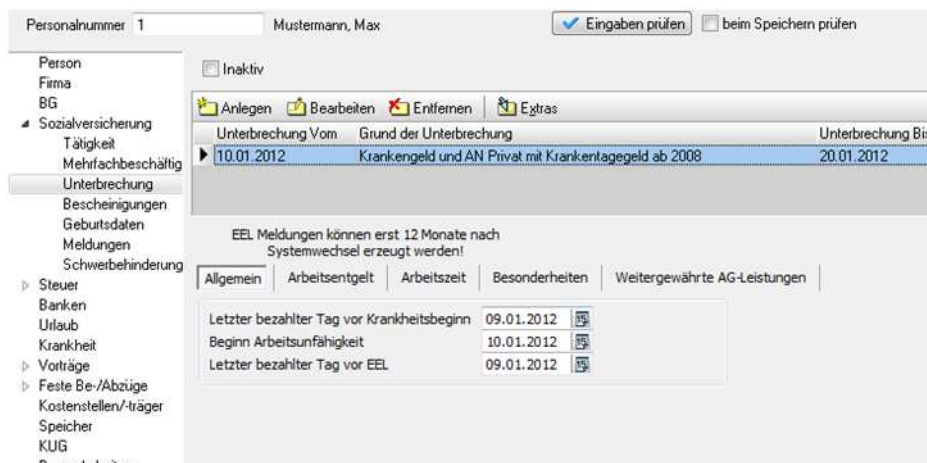 Personalnummer 1 Mustermann, Max Eingaben prüfen beim Speichern prüfen
Person
Firma
BG
Sozialversicherung
Tätigkeit
Mehrfachbeschäftig
Unterbrechung
Bescheinigungen
Geburtsdaten
Meldungen
Schwerbehinderung
Steuer
Banken
Urlaub
Krankheit
Vorträge
Feste Be-/Abzüge
Kostenstellen/-träger
Speicher
KUG
Inaktiv
Anlegen Bearbeiten Entfernen Extras
Unterbrechung Vom Grund der Unterbrechung Unterbrechung Bis
10.01.2012 Krankengeld und AN Privat mit Krankentagegeld ab 2008 20.01.2012
EEL Meldungen können erst 12 Monate nach
Systemwechsel erzeugt werden!
Allgemein Arbeitsentgelt Arbeitszeit Besonderheiten Weitergewährte AG-Leistungen
Letzter bezahlter Tag vor Krankheitsbeginn 09.01.2012
Beginn Arbeitsunfähigkeit 10.01.2012
Letzter bezahlter Tag vor EEL 09.01.2012